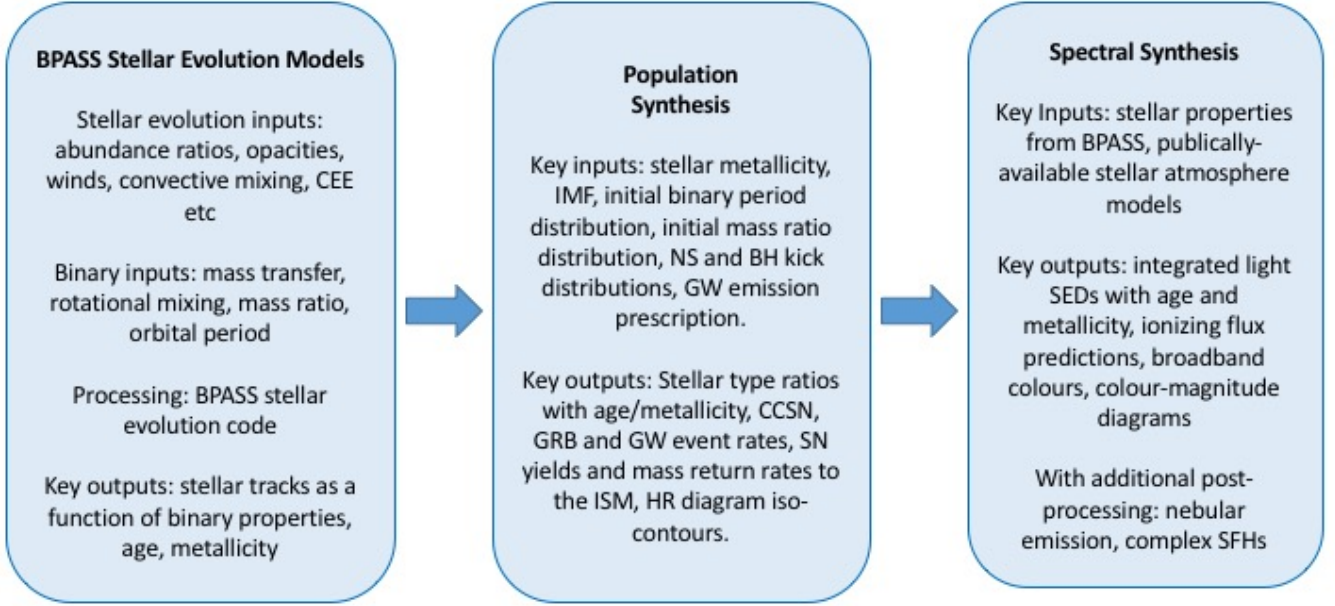 BPASS Stellar Evolution Models
Stellar evolution inputs:
abundance ratios, opacities,
winds, convective mixing, CEE
etc
Binary inputs: mass transfer,
rotational mixing, mass ratio,
orbital period
Processing: BPASS stellar
evolution code
Key outputs: stellar tracks as a
function of binary properties,
age, metallicity
Population
Synthesis
Key inputs: stellar metallicity,
IMF, initial binary period
distribution, initial mass ratio
distribution, NS and BH kick
distributions, GW emission
prescription.
Key outputs: Stellar type ratios
with age/metallicity, CCSN,
GRB and GW event rates, SN
yields and mass return rates to
the ISM, HR diagram iso-
contours.
Spectral Synthesis
Key Inputs: stellar properties
from BPASS, publically-
available stellar atmosphere
models
Key outputs: integrated light
SEDs with age and
metallicity, ionizing flux
predictions, broadband
colours, colour-magnitude
diagrams
With additional post-
processing: nebular
emission, complex SFHs